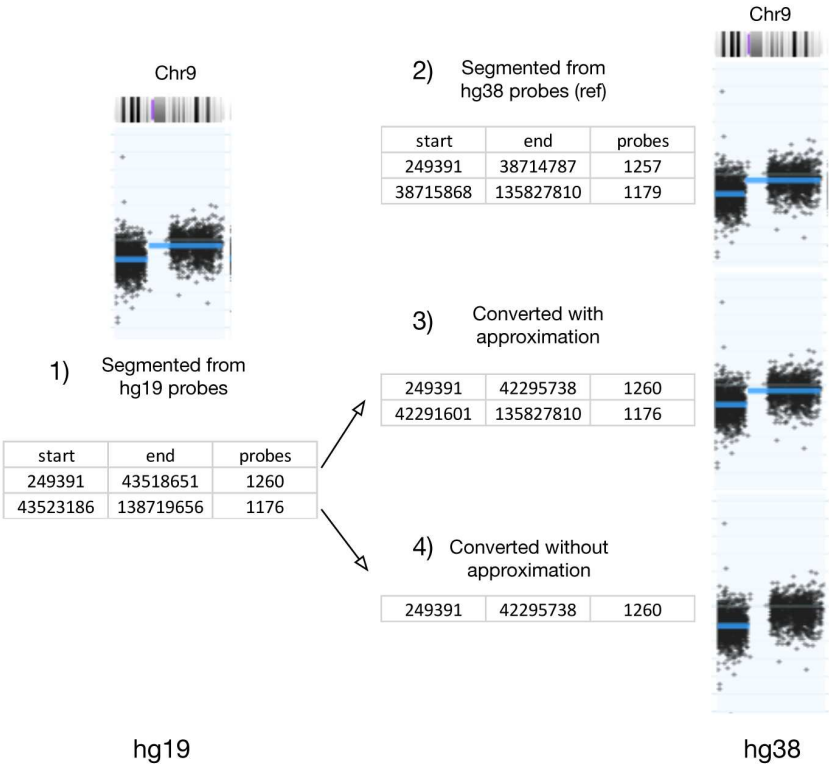 Chr9
1) Segmented from
hg19 probes
start end probes
249391 43518651 1260
43523186 138719656 1176
hg19
Chr9
2) Segmented from
hg38 probes (ref)
start end probes
249391 38714787 1257
38715868 135827810 1179
3) Converted with
approximation
249391 42295738 1260
42291601 135827810 1176
4) Converted without
approximation
249391 42295738 1260
hg38